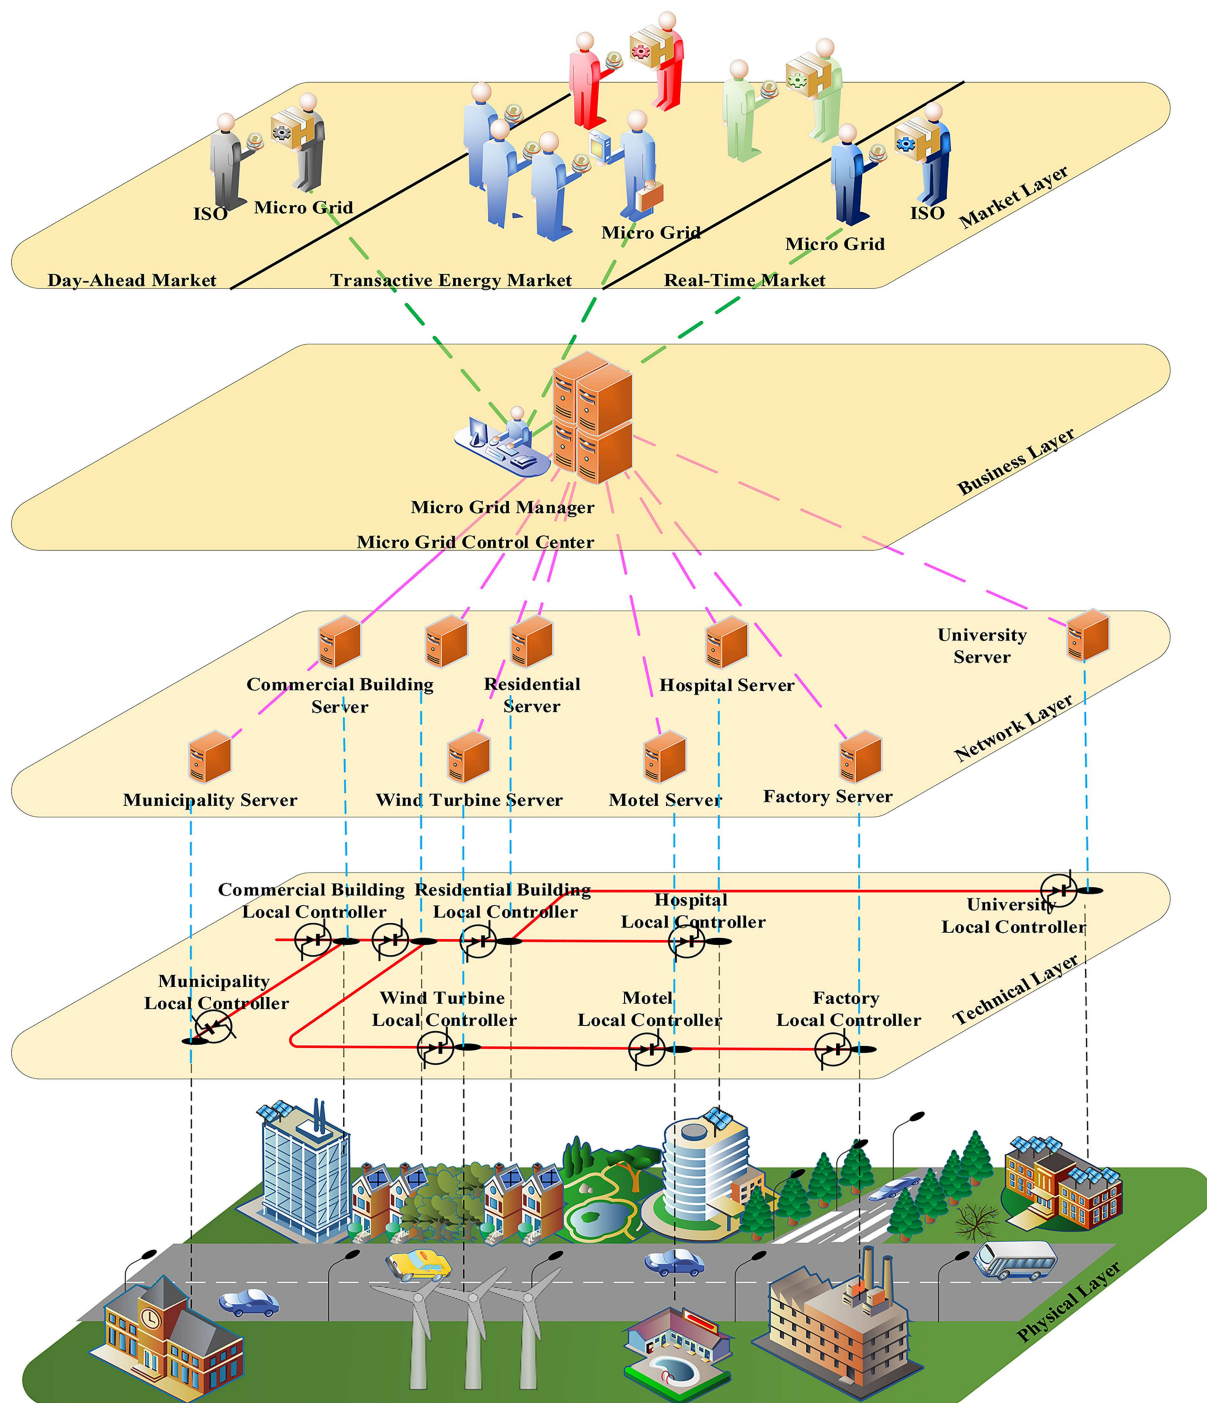 ISO
Micro Grid
Micro Grid
Micro Grid
ISO
Market Layer
Day-Ahead Market
Transactive Energy Market
Real-Time Market
Business Layer
Micro Grid Manager
Micro Grid Control Center
University
Server
Commercial Building
Server
Residential
Server
Hospital Server
Network Layer
Municipality Server
Wind Turbine Server
Motel Server
Factory Server
Commercial Building
Local Controller
Residential Building
Local Controller
Hospital
Local Controller
University
Local Controller
Municipality
Local Controller
Wind Turbine
Local Controller
Motel
Local Controller
Factory
Local Controller
Technical Layer
Physical Layer